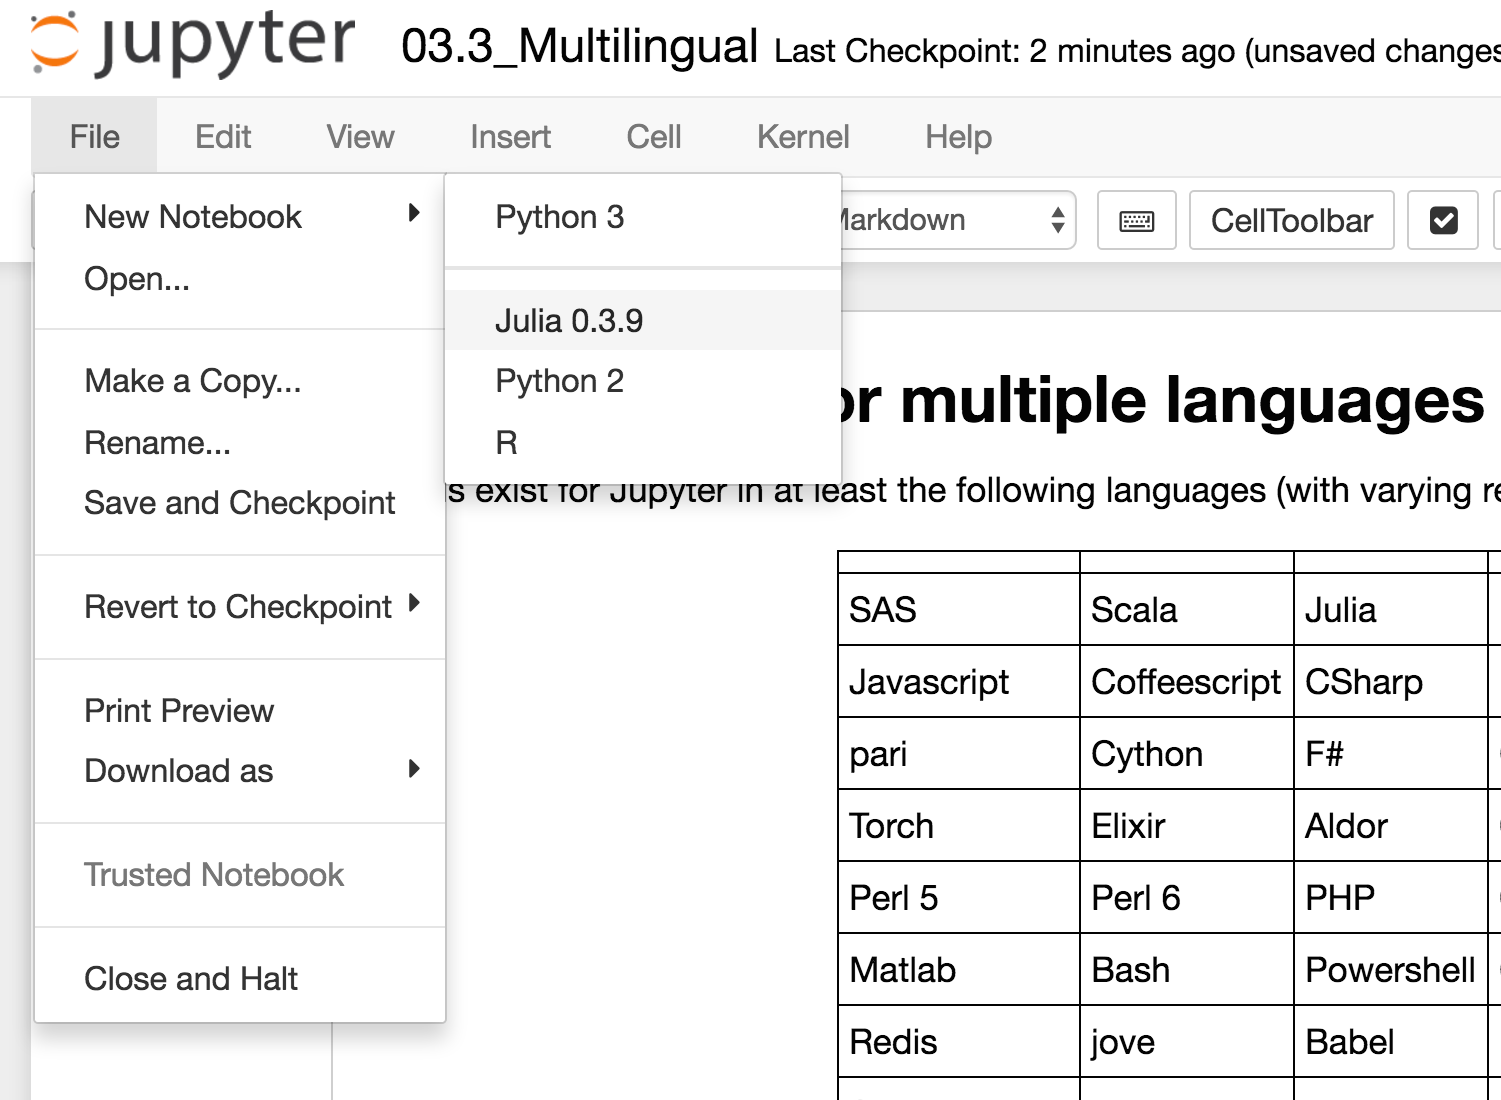 jupyter 03.3_Multilingual Last Checkpoint: 2 minutes ago (unsaved changes
File Edit View Insert Cell Kernel Help
New Notebook
Open...
Make a Copy...
Rename...
Save and Checkpoint
Revert to Checkpoint
Print Preview
Download as
Trusted Notebook
Close and Halt
Python 3
Julia 0.3.9
Python 2
R
Markdown CellToolbar
or multiple languages
s exist for Jupyter in at least the following languages (with varying
SAS Scala Julia
Javascript Coffeescript CSharp
pari Cython F#
Torch Elixir Aldor
Perl 5 Perl 6 PHP
Matlab Bash Powershell
Redis jove Babel